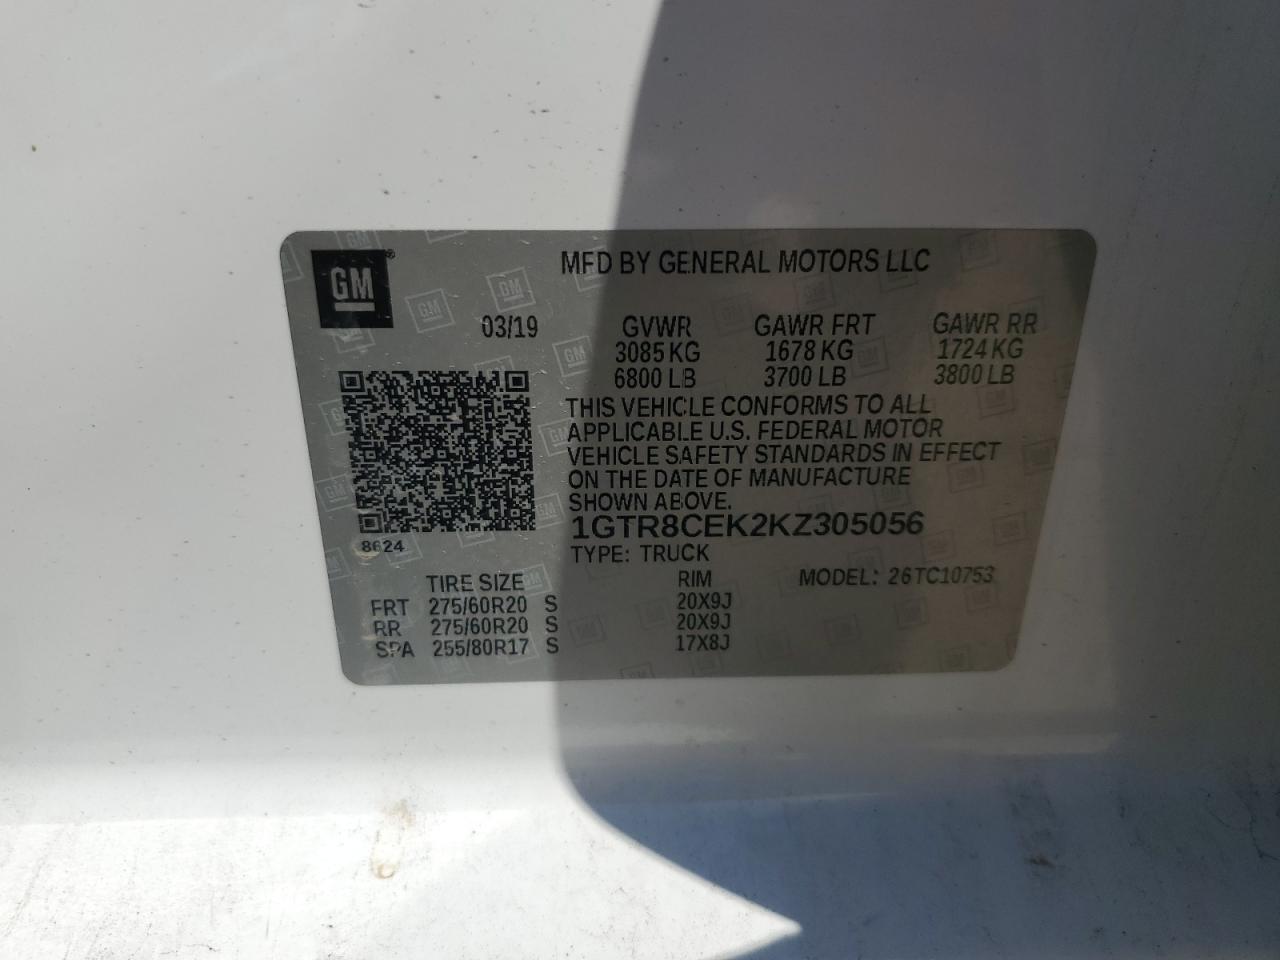 GM®
MFD BY GENERAL MOTORS LLC
03/19 GVWR GAWR FRT GAWR RR
3085 KG 1678 KG 1724 KG
6800 LB 3700 LB 3800 LB
THIS VEHICLE CONFORMS TO ALL
APPLICABLE U.S. FEDERAL MOTOR
VEHICLE SAFETY STANDARDS IN EFFECT
ON THE DATE OF MANUFACTURE
SHOWN ABOVE.
1GTR8CEK2KZ305056
8624
TYPE: TRUCK
TIRE SIZE RIM MODEL: 26TC10753
FRT 275/60R20 S 20X9J
RR 275/60R20 S 20X9J
SPA 255/80R17 S 17X8J